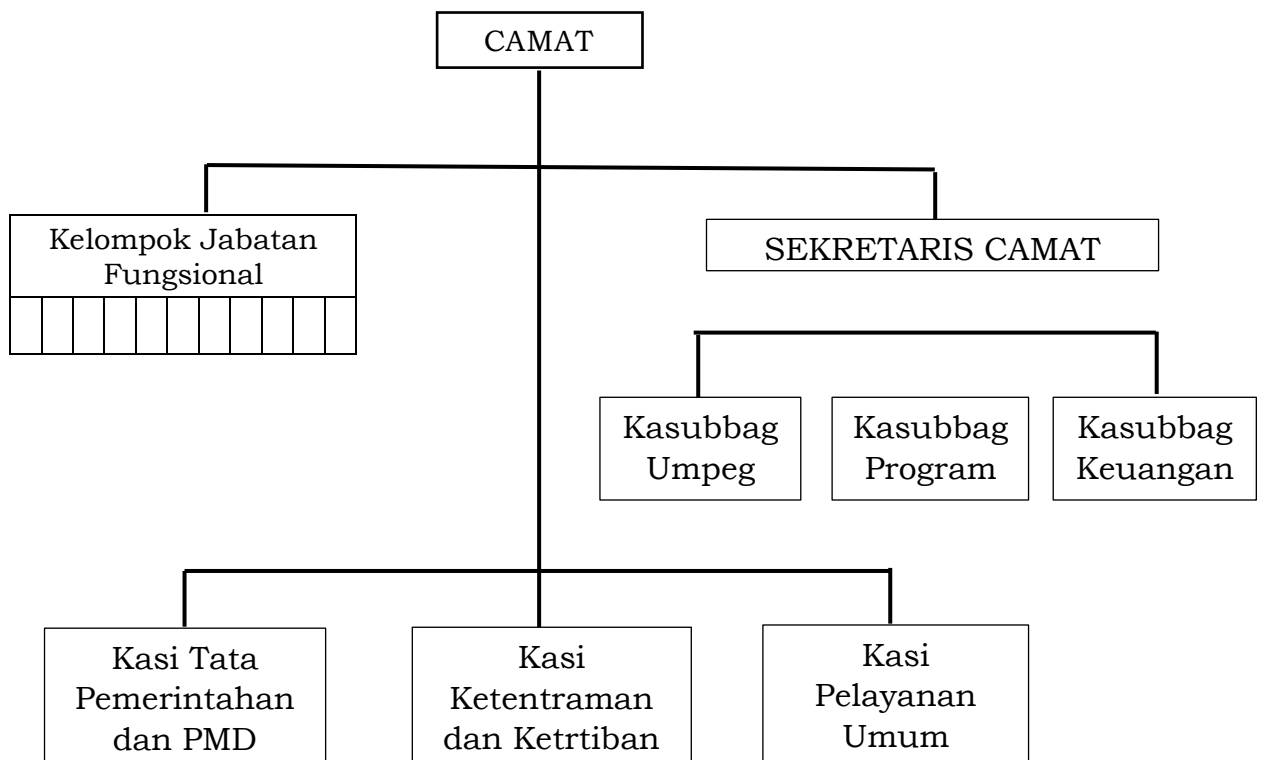 CAMAT
Kelompok Jabatan
Fungsional
SEKRETARIS CAMAT
Kasubbag
Umpeg
Kasubbag
Program
Kasubbag
Keuangan
Kasi Tata
Pemerintahan
dan PMD
Kasi
Ketentraman
dan Ketrtiban
Kasi
Pelayanan
Umum